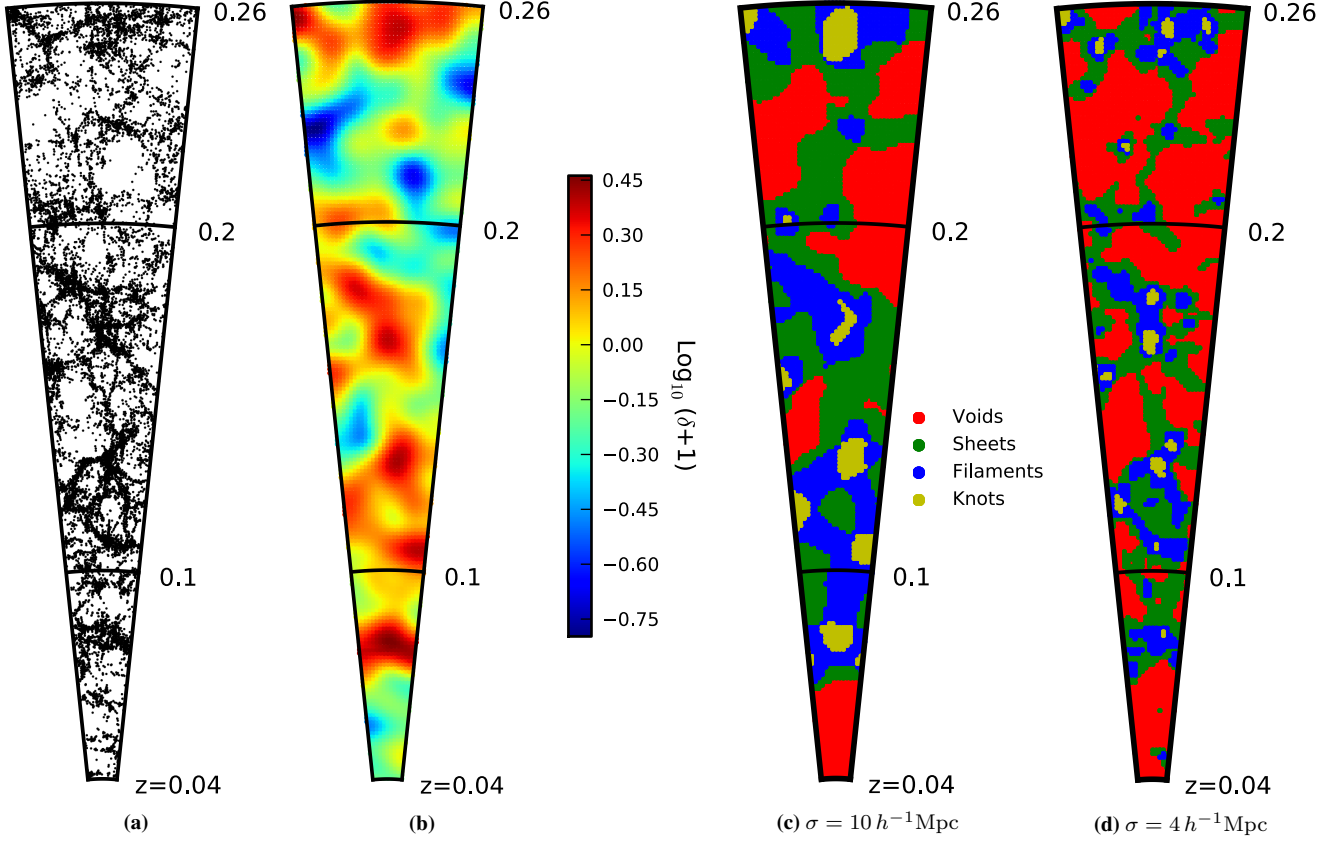 0.26
0.2
0.1
z=0.04
(a)
0.26
0.2
0.1
z=0.04
(b)
0.45
0.30
0.15
0.00
−0.15
−0.30
−0.45
−0.60
−0.75
Log₁₀ (δ+1)
0.26
0.2
0.1
z=0.04
Voids
Sheets
Filaments
Knots
(c) σ = 10 h⁻¹Mpc
0.26
0.2
0.1
z=0.04
(d) σ = 4 h⁻¹Mpc